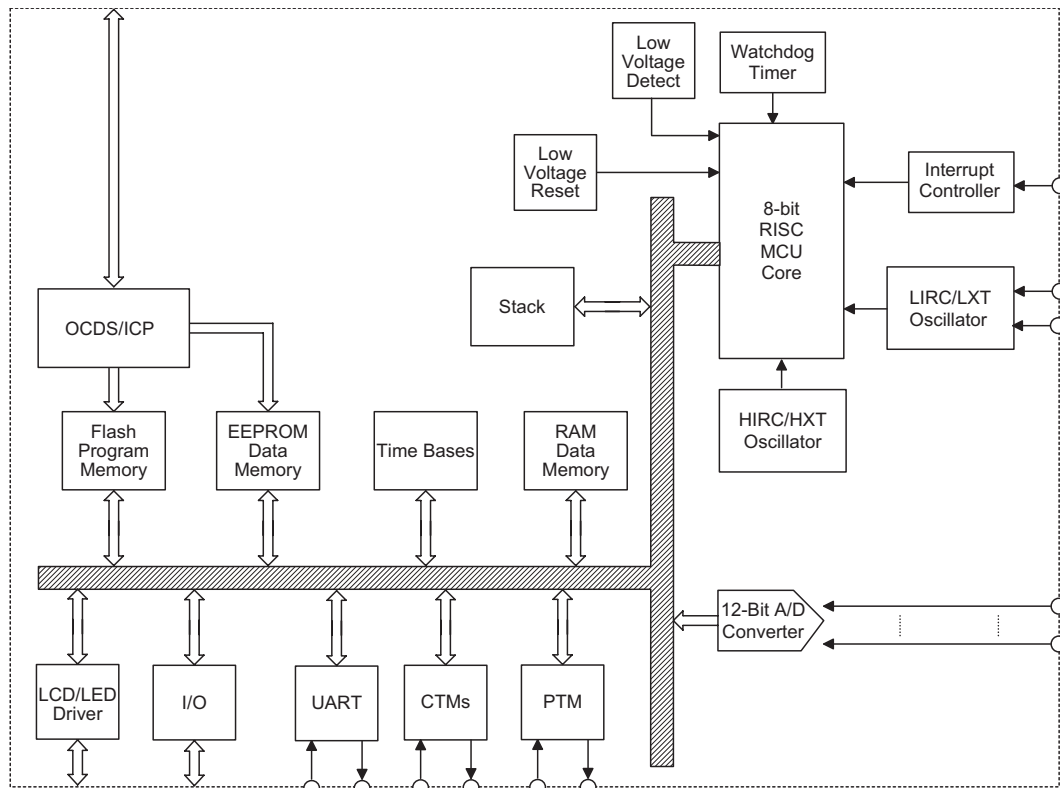 Low
Voltage
Detect
Watchdog
Timer
Low
Voltage
Reset
8-bit
RISC
MCU
Core
Interrupt
Controller
Stack
LIRC/LXT
Oscillator
OCDS/ICP
HIRC/HXT
Oscillator
Flash
Program
Memory
EEPROM
Data
Memory
Time Bases
RAM
Data
Memory
12-Bit A/D
Converter
LCD/LED
Driver
I/O
UART
CTMs
PTM